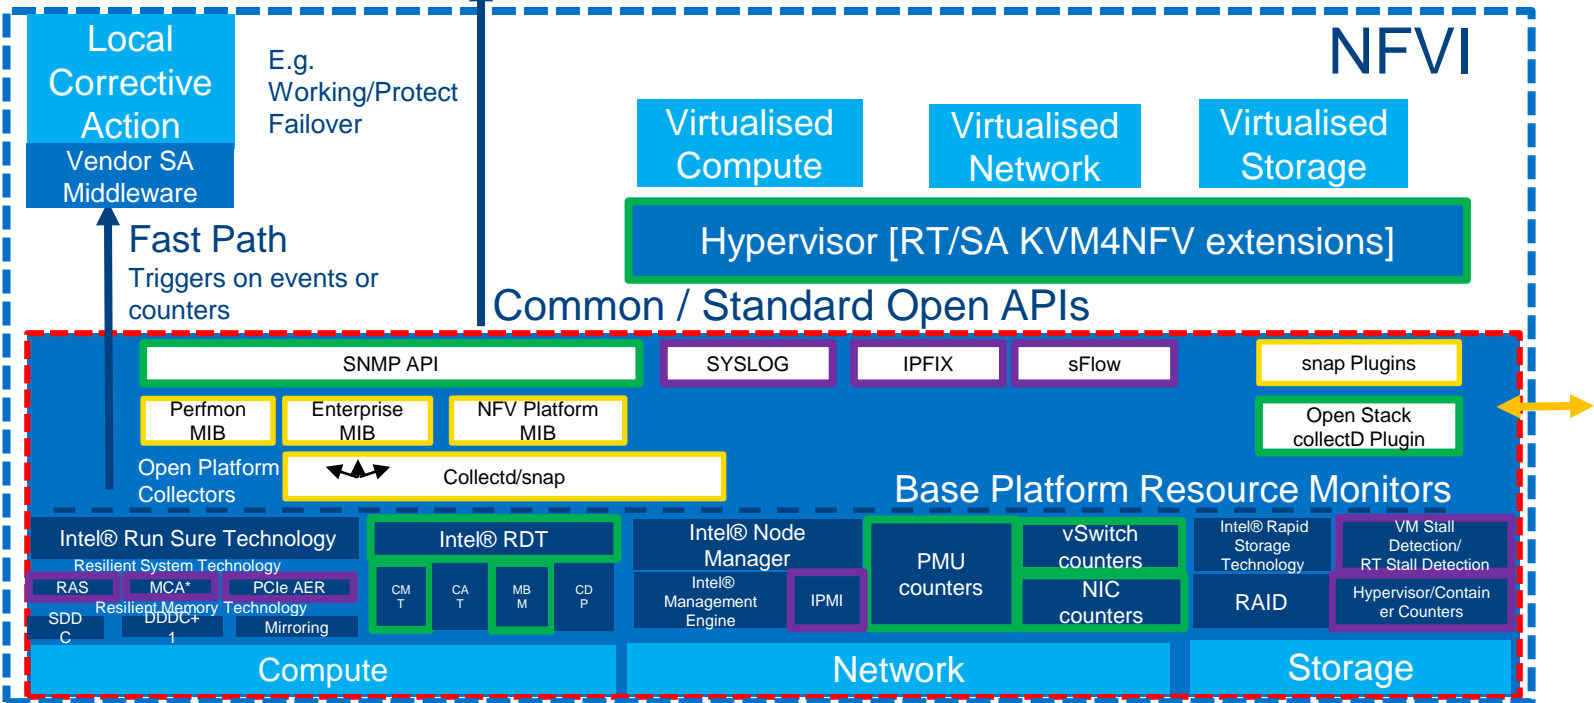 Local
Corrective
Action
Vendor SA
Middleware
E.g.
Working/Protect
Failover
NFVI
Virtualised
Compute
Virtualised
Network
Virtualised
Storage
Hypervisor [RT/SA KVM4NFV extensions]
Fast Path
Triggers on events or
counters
Common / Standard Open APIs
SNMP API
SYSLOG
IPFIX
sFlow
snap Plugins
Perfmon
MIB
Enterprise
MIB
NFV Platform
MIB
Open Stack
collectD Plugin
Open Platform
Collectors
Collectd/snap
Base Platform Resource Monitors
Intel® Run Sure Technology
Resilient System Technology
RAS
MCA*
PCIe AER
Resilient Memory Technology
SDD
C
DDDC+
1
Mirroring
Intel® RDT
CM
T
CA
T
MB
M
CD
P
Intel® Node
Manager
Intel®
Management
Engine
IPMI
PMU
counters
vSwitch
counters
NIC
counters
Intel® Rapid
Storage
Technology
RAID
VM Stall
Detection/
RT Stall Detection
Hypervisor/Contain
er Counters
Compute
Network
Storage